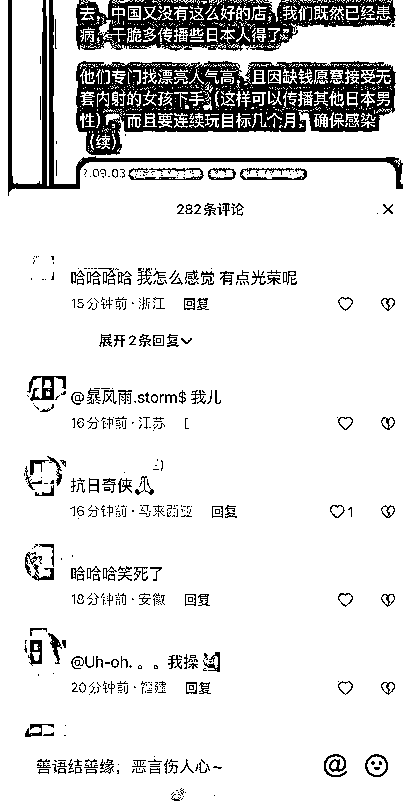 去，中国又没有这么好的店，我们既然已经患
病，干脆多传播些日本人得了。
他们专门找漂亮人气高，且因缺钱愿意接受无
套内射的女孩下手（这样可以传播其他日本男
性），而且要连续玩目标几个月，确保感染
（续）
09.03
282条评论
哈哈哈哈 我怎么感觉 有点光荣呢
15分钟前·浙江 回复
展开2条回复
@暴风雨.storm$ 我儿
16分钟前·江苏
抗日奇侠
16分钟前·马来西亚 回复
1
哈哈哈笑死了
18分钟前·安徽 回复
@Uh-oh. 。。我操
20分钟前·福建 回复
善语结善缘，恶言伤人心~